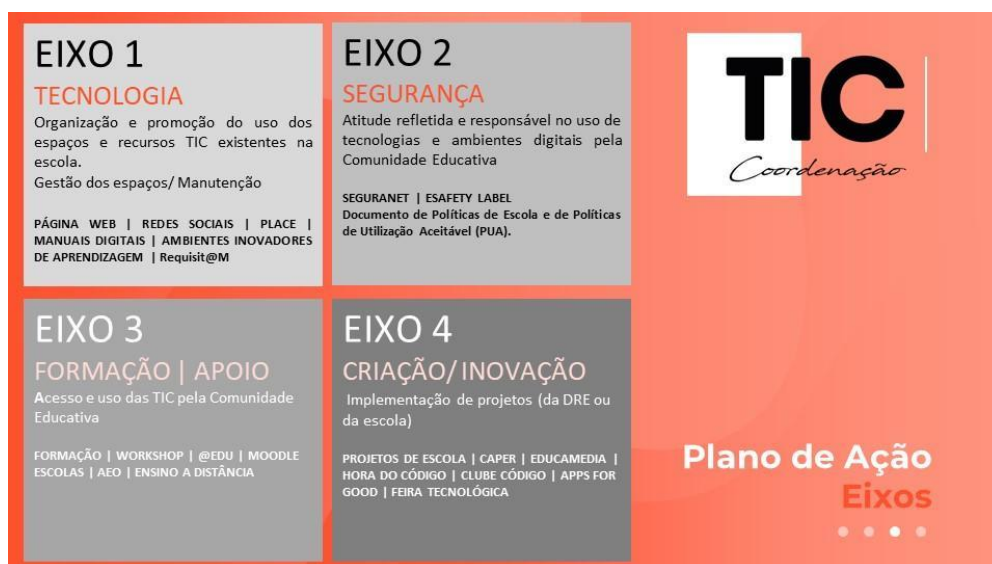 EIXO 1
TECNOLOGIA
Organização e promoção do uso dos
espaços e recursos TIC existentes na
escola.
Gestão dos espaços/ Manutenção
PÁGINA WEB | REDES SOCIAIS | PLACE |
MANUAIS DIGITAIS | AMBIENTES INOVADORES
DE APRENDIZAGEM | Requisit@M
EIXO 2
SEGURANÇA
Atitude refletida e responsável no uso de
tecnologias e ambientes digitais pela
Comunidade Educativa
SEGURANET | ESAFETY LABEL
Documento de Políticas de Escola e de Políticas
de Utilização Aceitável (PUA).
EIXO 3
FORMAÇÃO | APOIO
Acesso e uso das TIC pela Comunidade
Educativa
FORMAÇÃO | WORKSHOP | @EDU | MOODLE
ESCOLAS | AEO | ENSINO A DISTÂNCIA
EIXO 4
CRIAÇÃO/ INOVAÇÃO
Implementação de projetos (da DRE ou
da escola)
PROJETOS DE ESCOLA | CAPER | EDUCAMEDIA |
HORA DO CÓDIGO | CLUBE CÓDIGO | APPS FOR
GOOD | FEIRA TECNOLÓGICA
TIC
Coordenação
Plano de Ação
Eixos